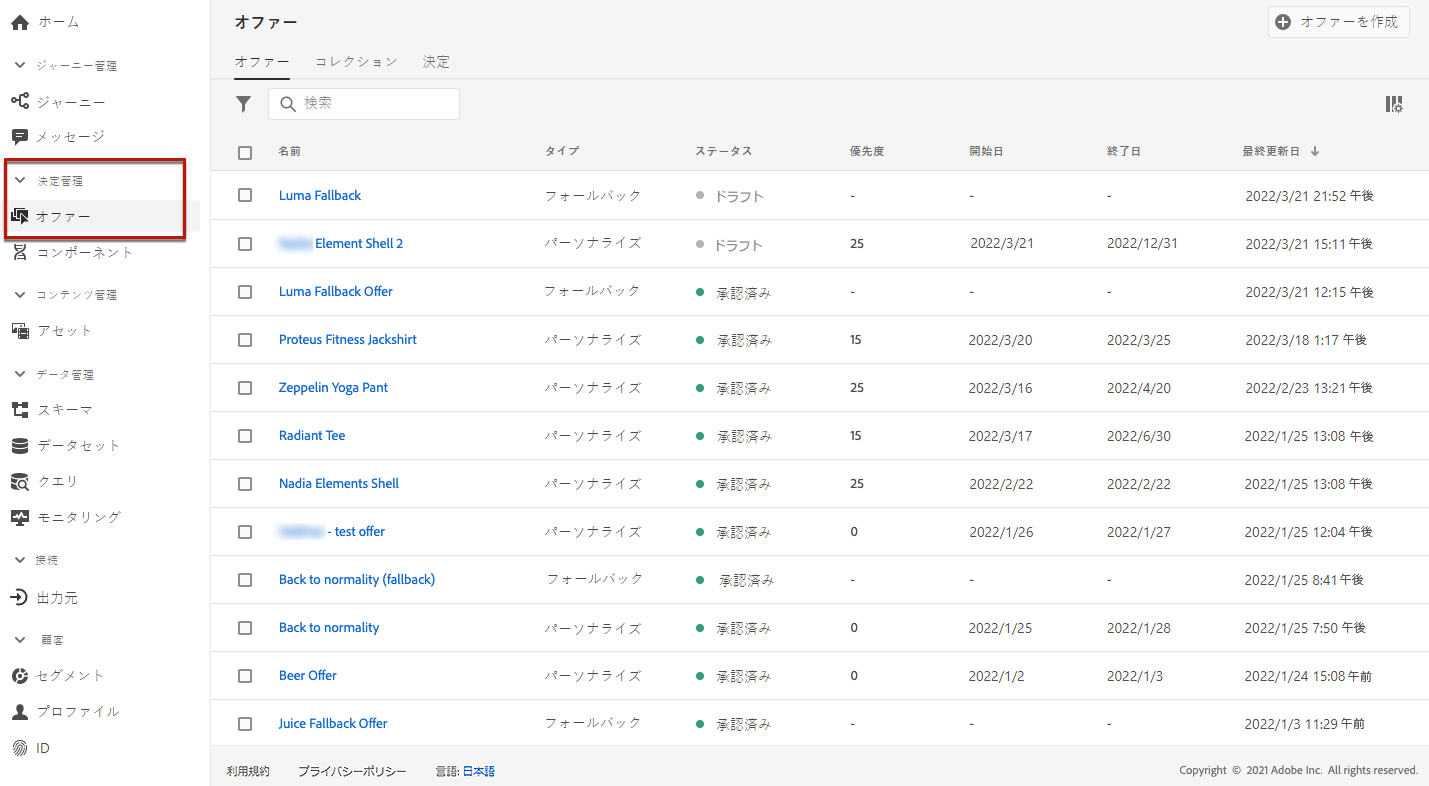 ホーム
ジャーニー管理
ジャーニー
メッセージ
決定管理
オファー
コンポーネント
コンテンツ管理
アセット
データ管理
スキーマ
データセット
クエリ
モニタリング
接続
出力元
顧客
セグメント
プロファイル
ID
オファー
オファーを作成
オファー コレクション 決定
検索
名前 タイプ ステータス 優先度 開始日 終了日 最終更新日
Luma Fallback フォールバック ドラフト - - - 2022/3/21 21:52 午後
Element Shell 2 パーソナライズ ドラフト 25 2022/3/21 2022/12/31 2022/3/21 15:11 午後
Luma Fallback Offer フォールバック 承認済み - - - 2022/3/21 12:15 午後
Proteus Fitness Jackshirt パーソナライズ 承認済み 15 2022/3/20 2022/3/25 2022/3/18 1:17 午後
Zeppelin Yoga Pant パーソナライズ 承認済み 25 2022/3/16 2022/4/20 2022/2/23 13:21 午後
Radiant Tee パーソナライズ 承認済み 15 2022/3/17 2022/6/30 2022/1/25 13:08 午後
Nadia Elements Shell パーソナライズ 承認済み 25 2022/2/22 2022/2/22 2022/1/25 13:08 午後
- test offer パーソナライズ 承認済み 0 2022/1/26 2022/1/27 2022/1/25 12:04 午後
Back to normality (fallback) フォールバック 承認済み - - - 2022/1/25 8:41 午後
Back to normality パーソナライズ 承認済み 0 2022/1/25 2022/1/28 2022/1/25 7:50 午後
Beer Offer パーソナライズ 承認済み 0 2022/1/2 2022/1/3 2022/1/24 15:08 午前
Juice Fallback Offer フォールバック 承認済み - - - 2022/1/3 11:29 午前
利用規約 プライバシーポリシー 言語: 日本語 Copyright © 2021 Adobe Inc. All rights reserved.